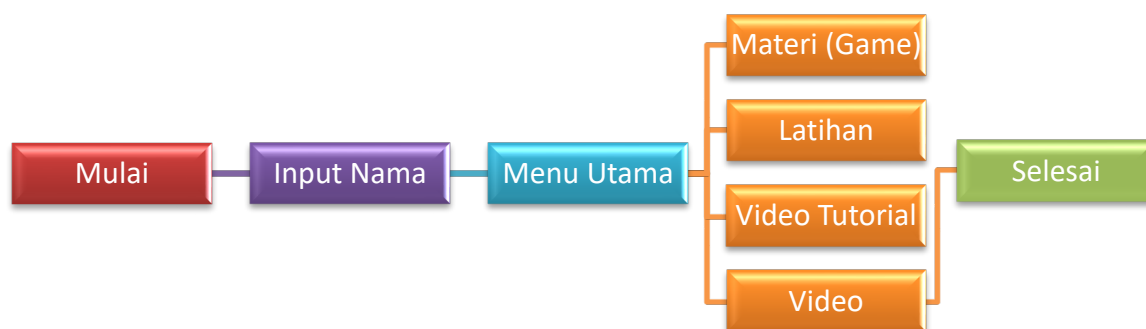 Mulai
Input Nama
Menu Utama
Materi (Game)
Latihan
Video Tutorial
Video
Selesai